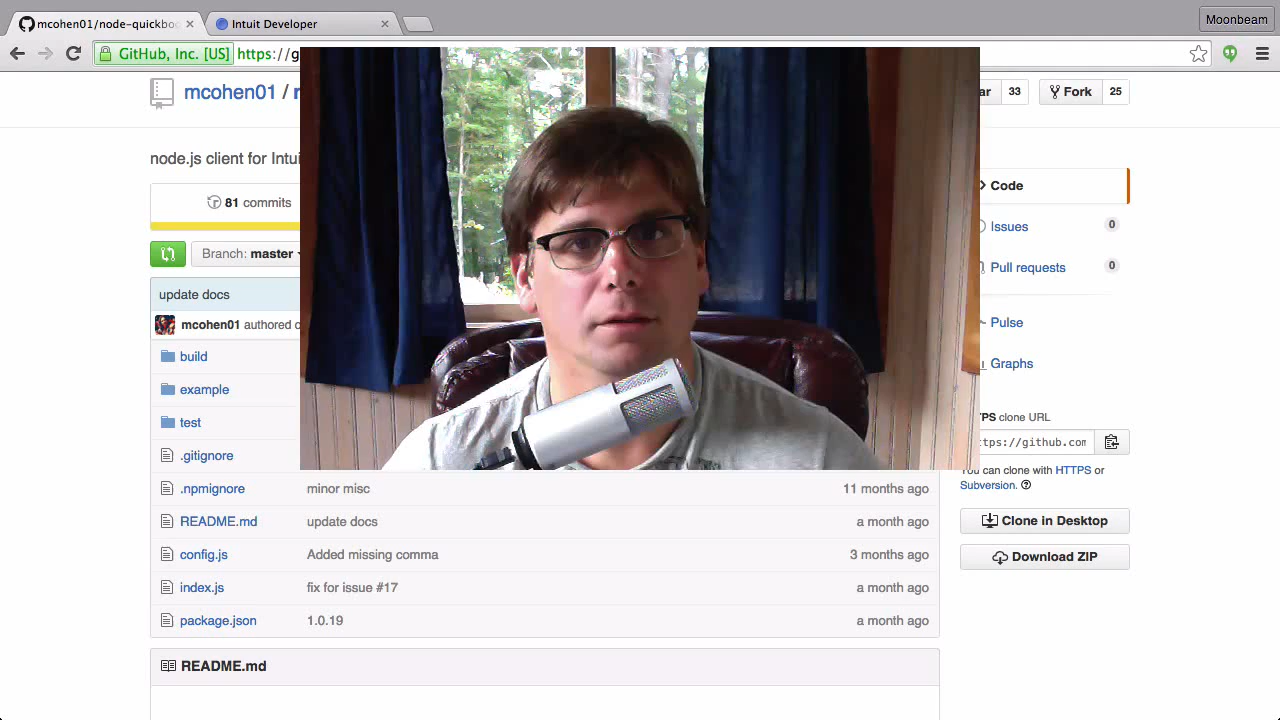 mcohen01/node-quickbo
Intuit Developer
Moonbeam
GitHub, Inc. [US] https://g
mcohen01 /
33
Fork 25
node.js client for Intui
81 commits
Branch: master
update docs
mcohen01 authored
build
example
test
.gitignore
.npmignore minor misc 11 months ago
README.md update docs a month ago
config.js Added missing comma 3 months ago
index.js fix for issue #17 a month ago
package.json 1.0.19 a month ago
README.md
Code
Issues 0
Pull requests 0
Pulse
Graphs
clone URL
ttps://github.com
You can clone with HTTPS or
Subversion.
Clone in Desktop
Download ZIP